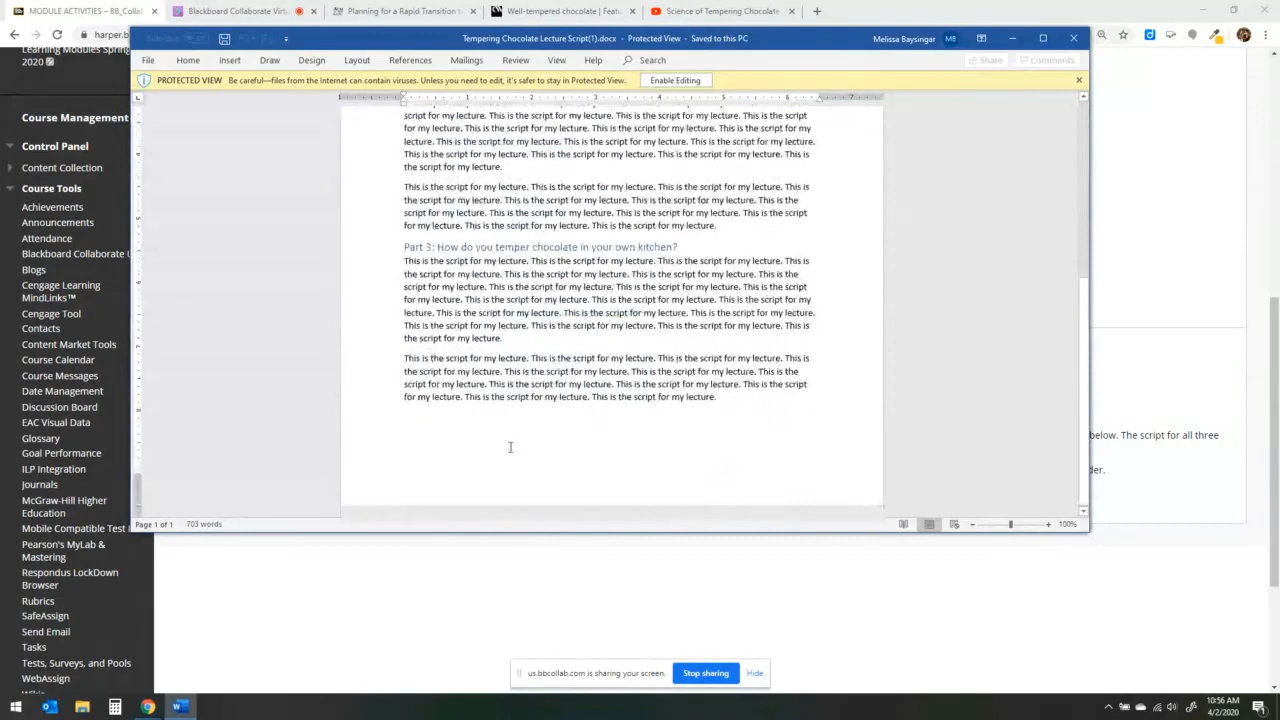 MODULE ACTIVITIES – BB_Colla
Blackboard Collaborate Virtu
Planning for a Rapid Transition t
Well-tempered chocolate | Feat
Science of Tempering Chocolate
harper.b
Tempering Chocolate Lecture Script(1).docx - Protected View - Saved to this PC
Melissa Baysingar
MB
File
Home
Insert
Draw
Design
Layout
References
Mailings
Review
View
Help
Search
Share
Comments
PROTECTED VIEW
Be careful—files from the Internet can contain viruses. Unless you need to edit, it's safer to stay in Protected View.
Enable Editing
script for my lecture. This is the script for my lecture. This is the script for my lecture. This is the script
for my lecture. This is the script for my lecture. This is the script for my lecture. This is the script for my
lecture. This is the script for my lecture. This is the script for my lecture. This is the script for my lecture.
This is the script for my lecture. This is the script for my lecture. This is the script for my lecture. This is
the script for my lecture.
This is the script for my lecture. This is the script for my lecture. This is the script for my lecture. This is
the script for my lecture. This is the script for my lecture. This is the script for my lecture. This is the
script for my lecture. This is the script for my lecture. This is the script for my lecture. This is the script
for my lecture. This is the script for my lecture. This is the script for my lecture.
Part 3: How do you temper chocolate in your own kitchen?
This is the script for my lecture. This is the script for my lecture. This is the script for my lecture. This is
the script for my lecture. This is the script for my lecture. This is the script for my lecture. This is the
script for my lecture. This is the script for my lecture. This is the script for my lecture. This is the script
for my lecture. This is the script for my lecture. This is the script for my lecture. This is the script for my
lecture. This is the script for my lecture. This is the script for my lecture. This is the script for my lecture.
This is the script for my lecture. This is the script for my lecture. This is the script for my lecture. This is
the script for my lecture.
This is the script for my lecture. This is the script for my lecture. This is the script for my lecture. This is
the script for my lecture. This is the script for my lecture. This is the script for my lecture. This is the
script for my lecture. This is the script for my lecture. This is the script for my lecture. This is the script
for my lecture. This is the script for my lecture. This is the script for my lecture.
Page 1 of 1
703 words
100%
Learning Modules Spring
2020
Course Management
Control Panel
Content Collection
Course Tools
Achievements
Announcements
Attendance
Blackboard Collaborate U
Blogs
Cengage Learning
MindLinks™
Cengage Tool
Contacts
Content Market Tools
Course Calendar
Course Messages
Date Management
Discussion Board
EAC Visual Data
Glossary
Goal Performance
ILP Integration
Journals
McGraw-Hill Higher
Education
Mobile Compatible Test
Pearson's MyLab &
Mastering
Respondus LockDown
Browser
Rubrics
SafeAssign
Send Email
Tasks
Tests, Surveys, and Pools
WebAssign
below. The script for all three
der.
us.bbcollab.com is sharing your screen.
Stop sharing
Hide
10:56 AM
4/2/2020